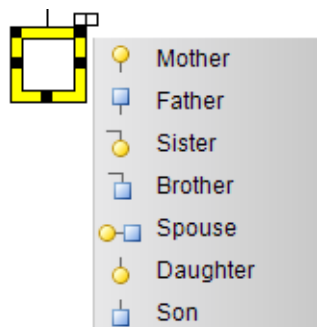 Mother
Father
Sister
Brother
Spouse
Daughter
Son